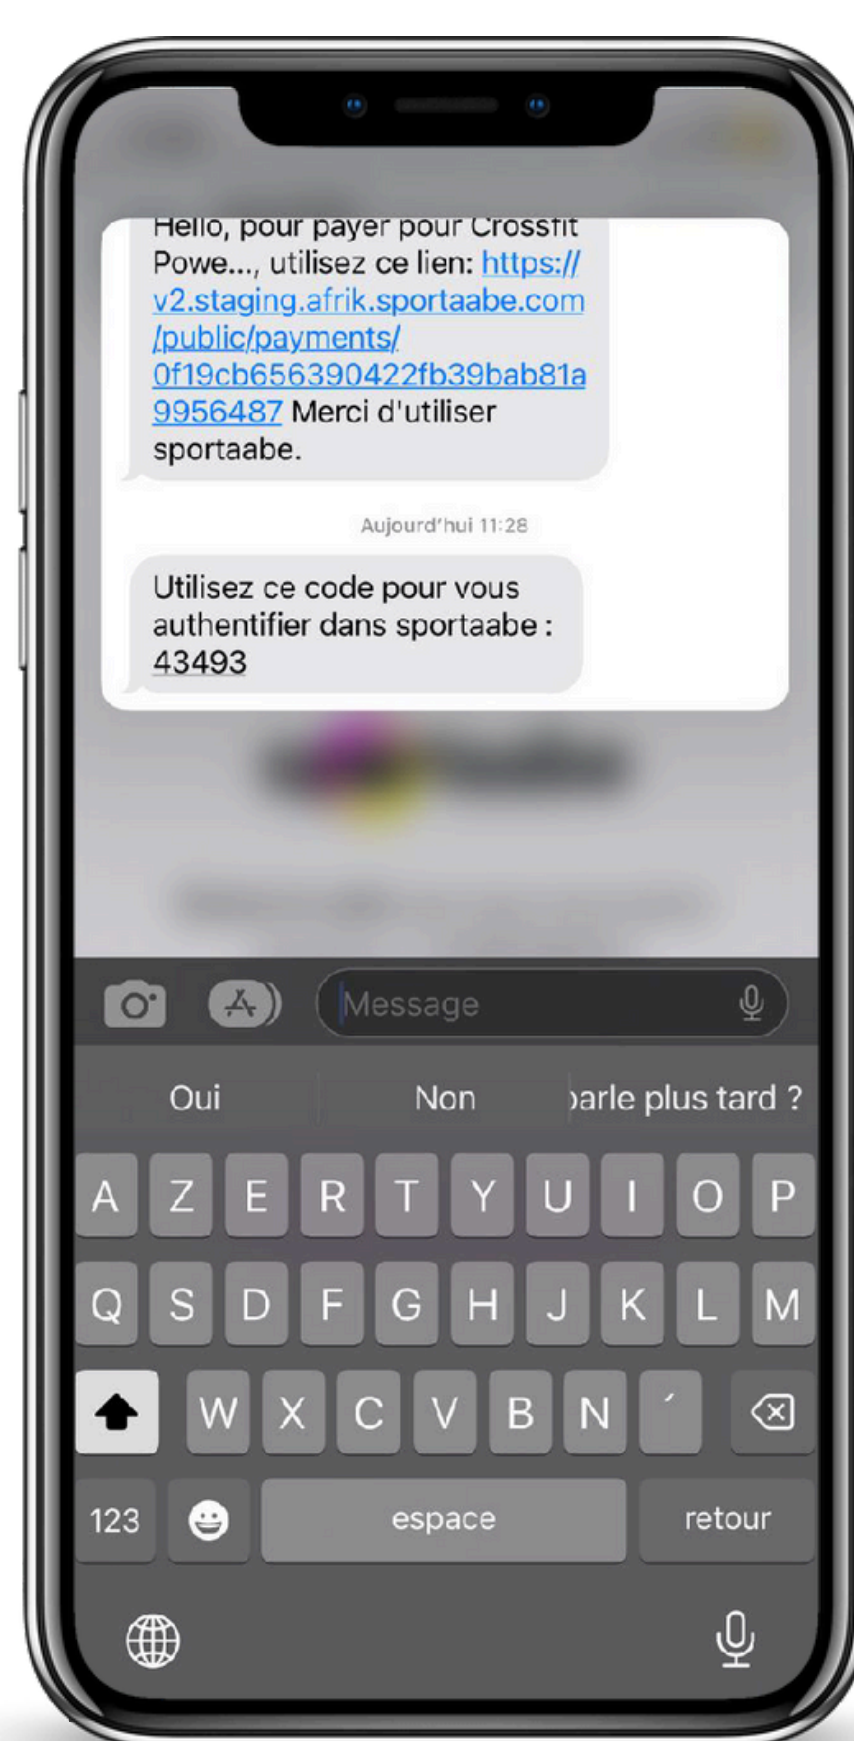 Hello, pour payer pour Crossfit
Powe..., utilisez ce lien: https://
v2.staging.afrik.sportaabe.com
/public/payments/
0f19cb656390422fb39bab81a
9956487 Merci d'utiliser
sportaabe.
Aujourd'hui 11:28
Utilisez ce code pour vous
authentifier dans sportaabe :
43493
Message
Oui Non parle plus tard ?
A Z E R T Y U I O P
Q S D F G H J K L M
W X C V B N ´
123 espace retour